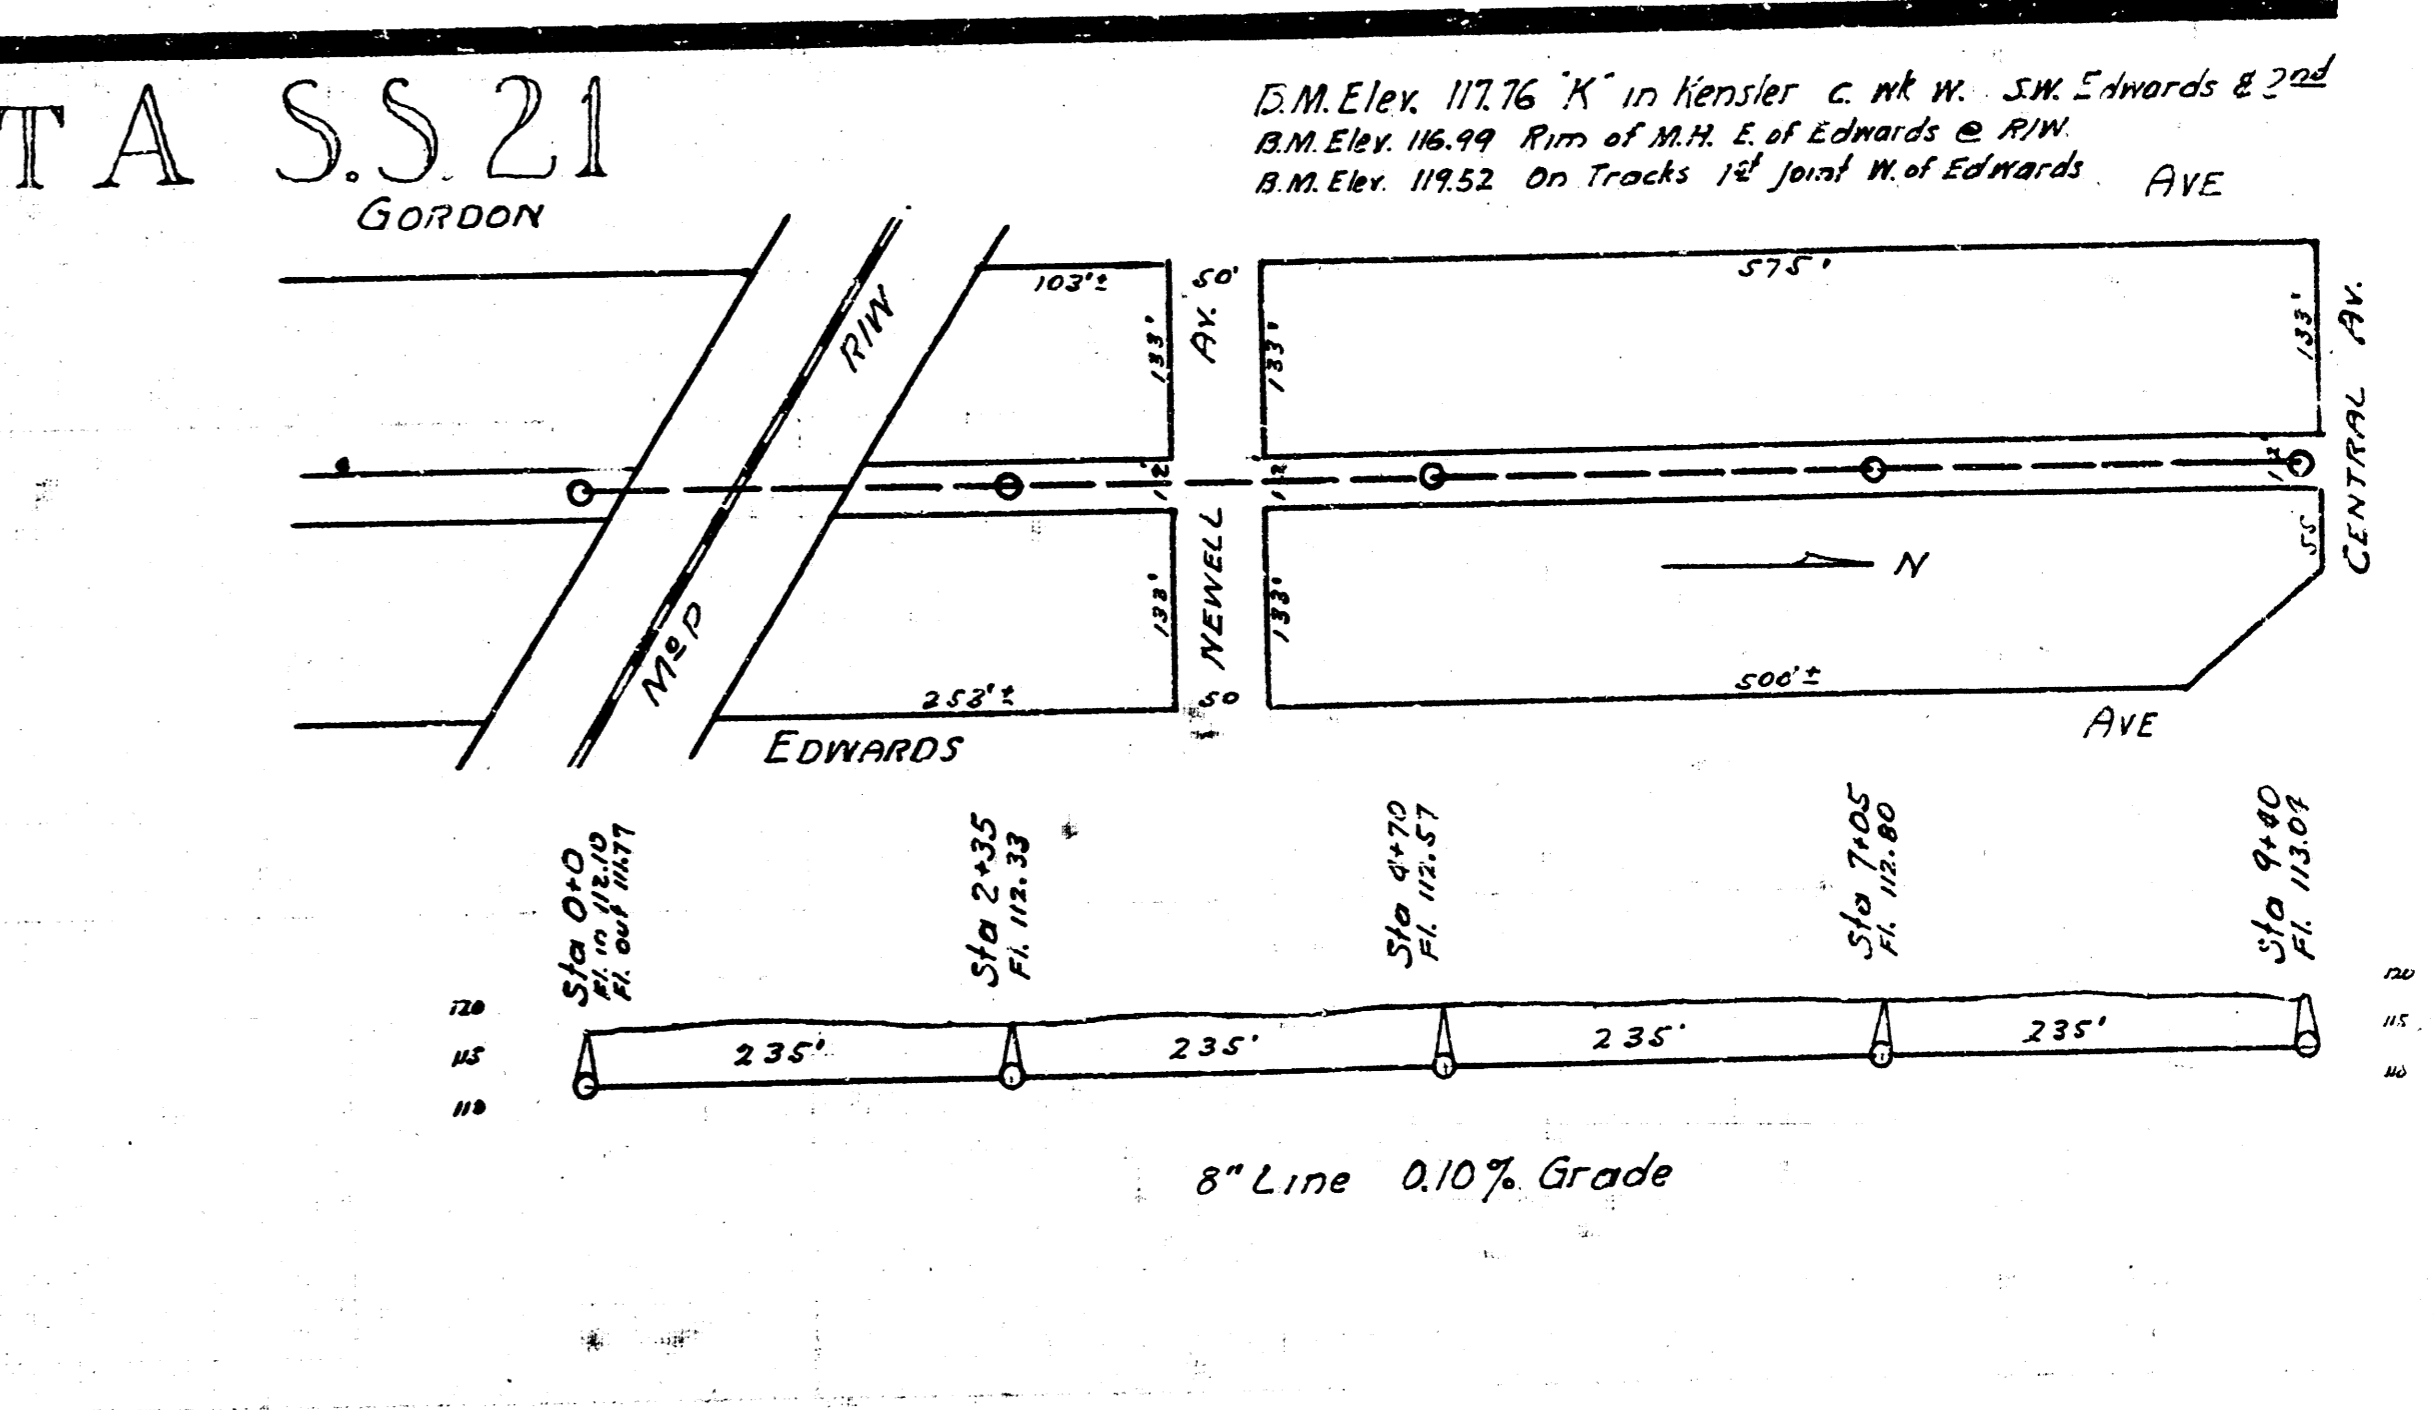 TA S.S. 21
B.M. Elev. 117.76 "K" in Kensler c. wk w. S.W. Edwards & 2nd
B.M. Elev. 116.99 Rim of M.H. E. of Edwards @ R/W.
B.M. Elev. 119.52 On Tracks 1st Joint W. of Edwards
GORDON
AVE
103'±
50'
575'
R/W
133'
AV.
133'
133'
CENTRAL AV.
12'
12
12
NEWELL
55
N
133'
133'
MoP
253'±
50
500'±
EDWARDS
AVE
Sta 0+0
Fl. in 112.10
Fl. out 111.77
Sta 2+35
Fl. 112.33
Sta 4+70
Fl. 112.57
Sta 7+05
Fl. 112.80
Sta 9+40
Fl. 113.04
120
115
110
235'
235'
235'
235'
120
115
110
8" Line 0.10% Grade